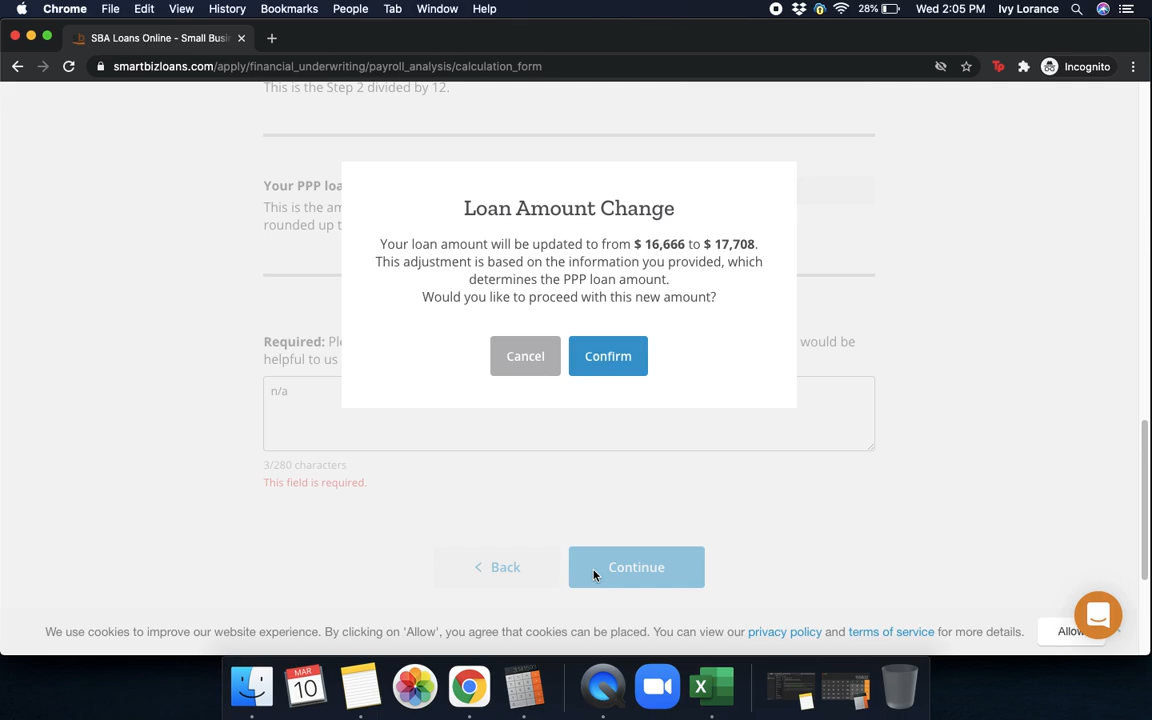 Chrome File Edit View History Bookmarks People Tab Window Help 28% Wed 2:05 PM Ivy Lorance
SBA Loans Online - Small Busi
smartbizloans.com/apply/financial_underwriting/payroll_analysis/calculation_form Tp Incognito
This is the Step 2 divided by 12.
Your PPP loa
This is the am
rounded up t
Loan Amount Change
Your loan amount will be updated to from $ 16,666 to $ 17,708.
This adjustment is based on the information you provided, which
determines the PPP loan amount.
Would you like to proceed with this new amount?
Cancel Confirm
Required: Ple would be
helpful to us
n/a
3/280 characters
This field is required.
< Back Continue
We use cookies to improve our website experience. By clicking on 'Allow', you agree that cookies can be placed. You can view our privacy policy and terms of service for more details. Allow
MAR
10
X